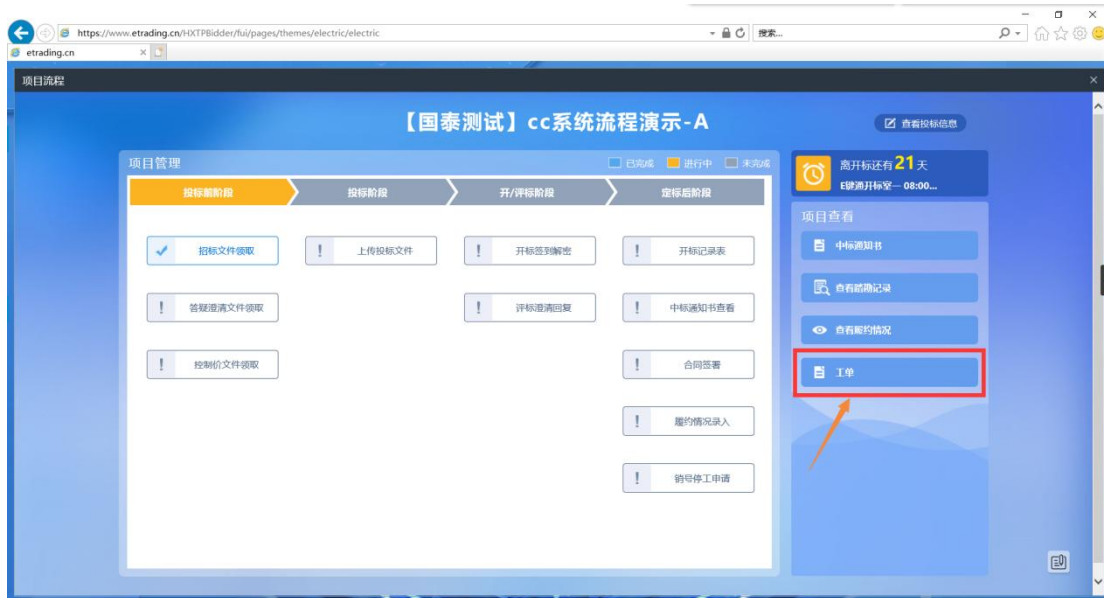 https://www.etrading.cn/HXTPBidder/fui/pages/themes/electric/electric
搜索...
etrading.cn
项目流程
【国泰测试】cc系统流程演示-A
查看投标信息
项目管理
已完成
进行中
未完成
投标前阶段
投标阶段
开/评标阶段
定标后阶段
招标文件领取
上传投标文件
开标签到解密
开标记录表
答疑澄清文件领取
评标澄清回复
中标通知书查看
控制价文件领取
合同签署
履约情况录入
销号停工申请
离开标还有21天
E键通开标室— 08:00...
项目查看
中标通知书
查看踏勘记录
查看履约情况
工单